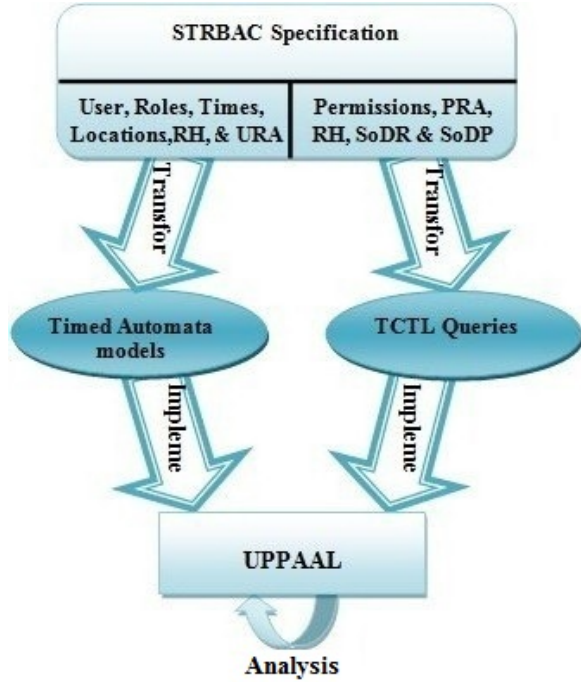 STRBAC Specification
User, Roles, Times,
Locations,RH, & URA
Permissions, PRA,
RH, SoDR & SoDP
Transfor
Transfor
Timed Automata
models
TCTL Queries
Impleme
Impleme
UPPAAL
Analysis